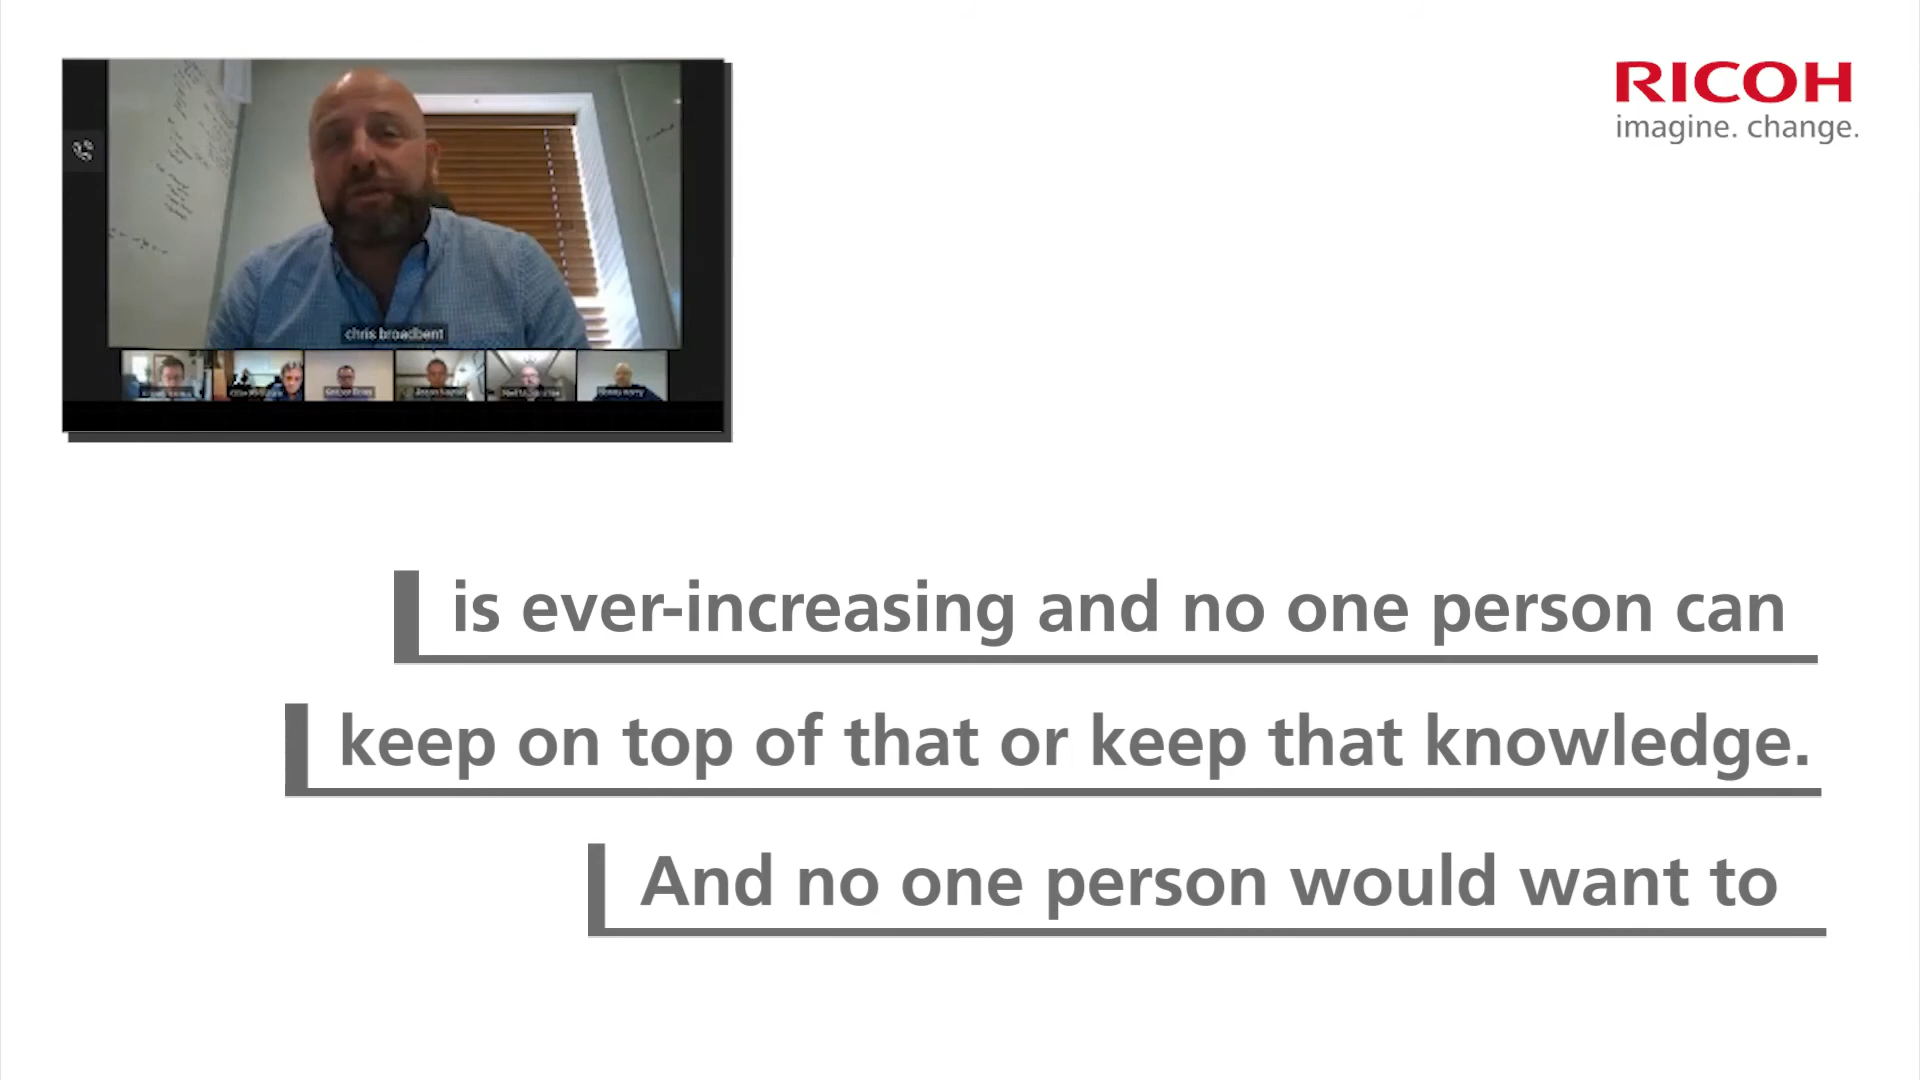 RICOH
imagine. change.
chris broadbent
is ever-increasing and no one person can
keep on top of that or keep that knowledge.
And no one person would want to